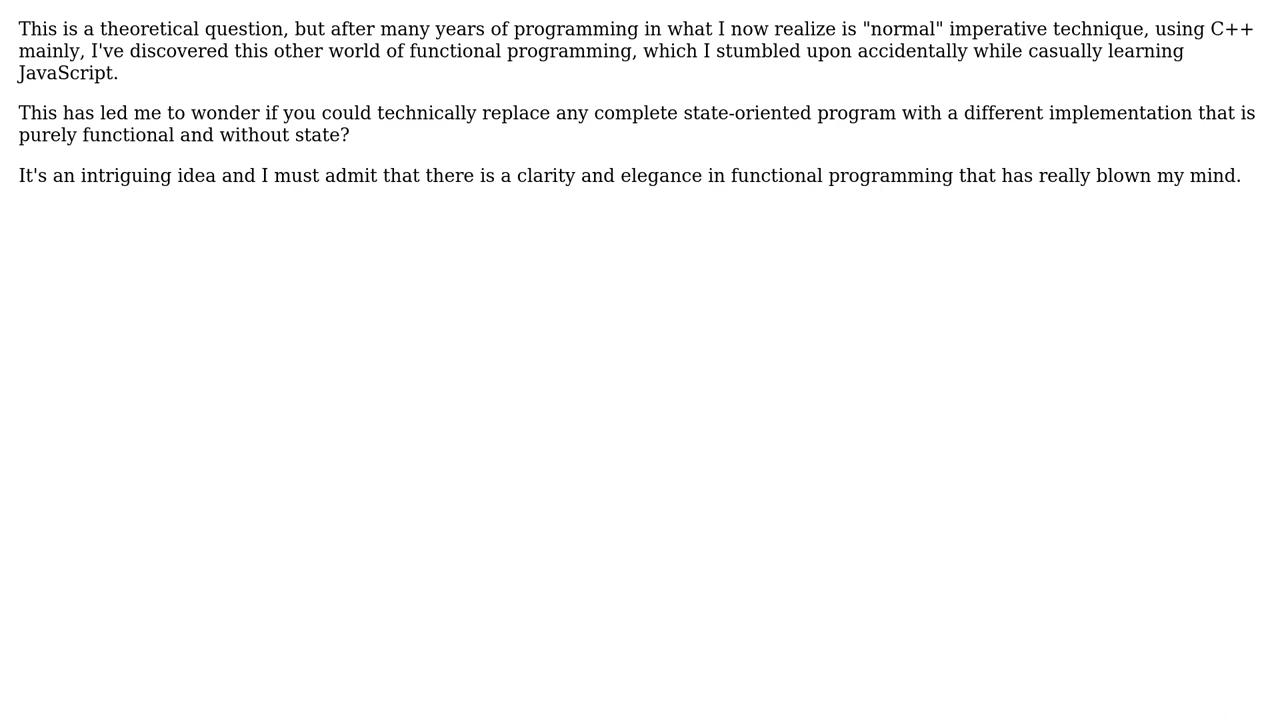 This is a theoretical question, but after many years of programming in what I now realize is "normal" imperative technique, using C++
mainly, I've discovered this other world of functional programming, which I stumbled upon accidentally while casually learning
JavaScript.
This has led me to wonder if you could technically replace any complete state-oriented program with a different implementation that is
purely functional and without state?
It's an intriguing idea and I must admit that there is a clarity and elegance in functional programming that has really blown my mind.